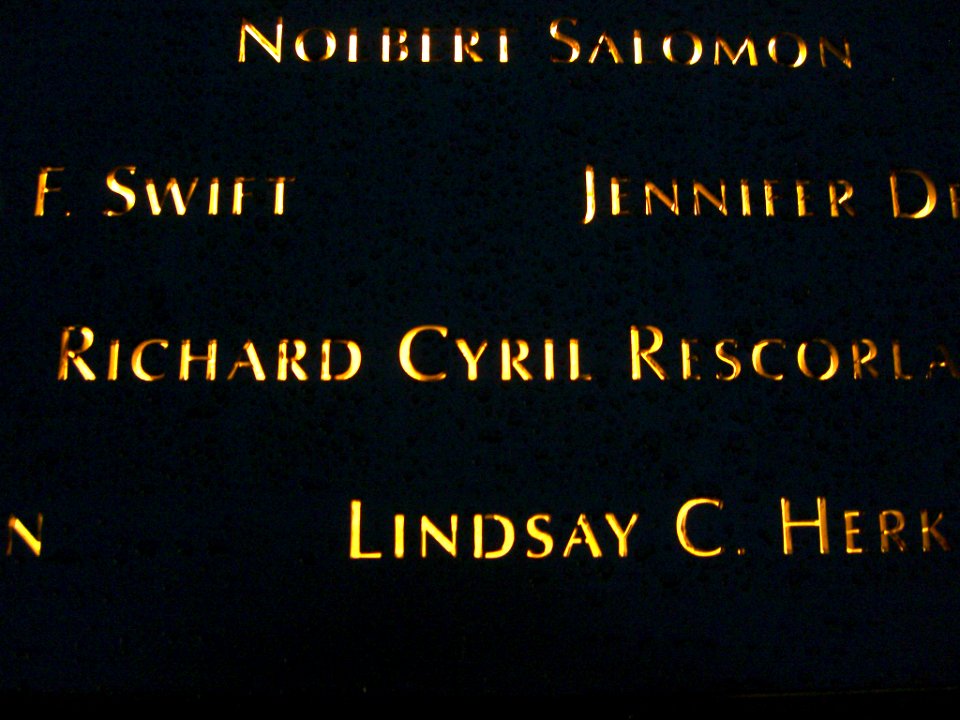 NOLBERT SALOMON
F. SWIFT JENNIFER DE
RICHARD CYRIL RESCORLA
N LINDSAY C. HERK